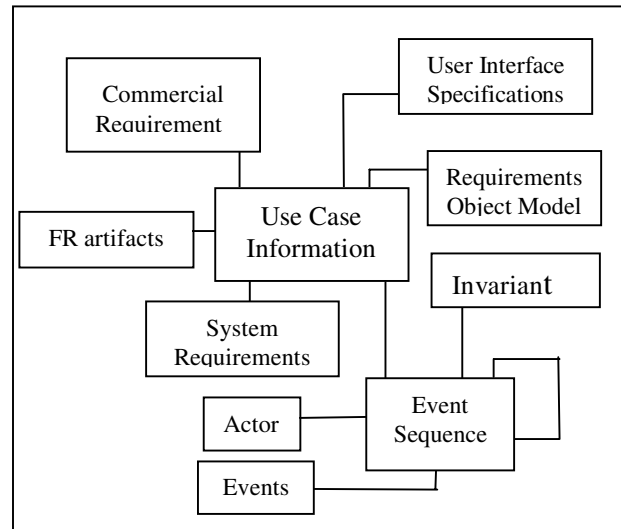 Commercial
Requirement
User Interface
Specifications
Requirements
Object Model
Use Case
Information
FR artifacts
Invariant
System
Requirements
Event
Sequence
Actor
Events